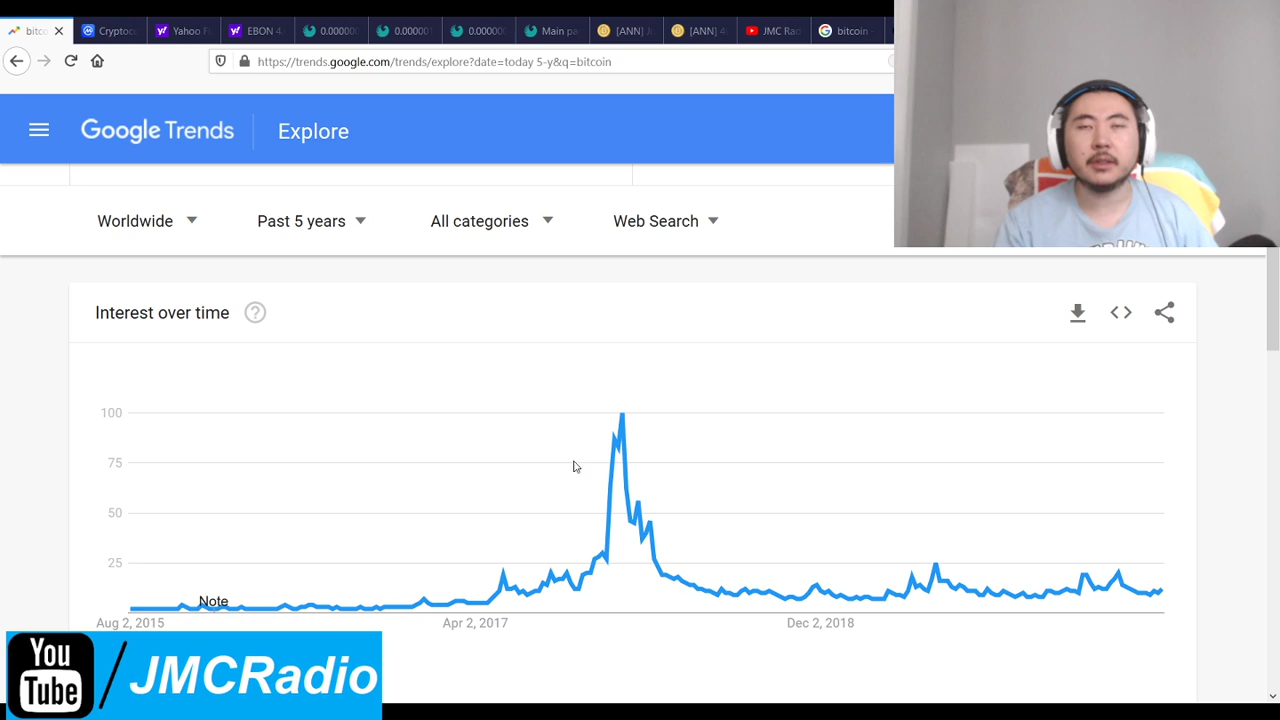 bitco
Cryptoc
Yahoo F
EBON 4.
0.00000
0.00000
0.00000
Main pa
[ANN] J
[ANN] 4
JMC Rad
bitcoin -
https://trends.google.com/trends/explore?date=today 5-y&q=bitcoin
Google Trends
Explore
Worldwide
Past 5 years
All categories
Web Search
Interest over time
100
75
50
25
Note
Aug 2, 2015
Apr 2, 2017
Dec 2, 2018
You
Tube
/JMCRadio